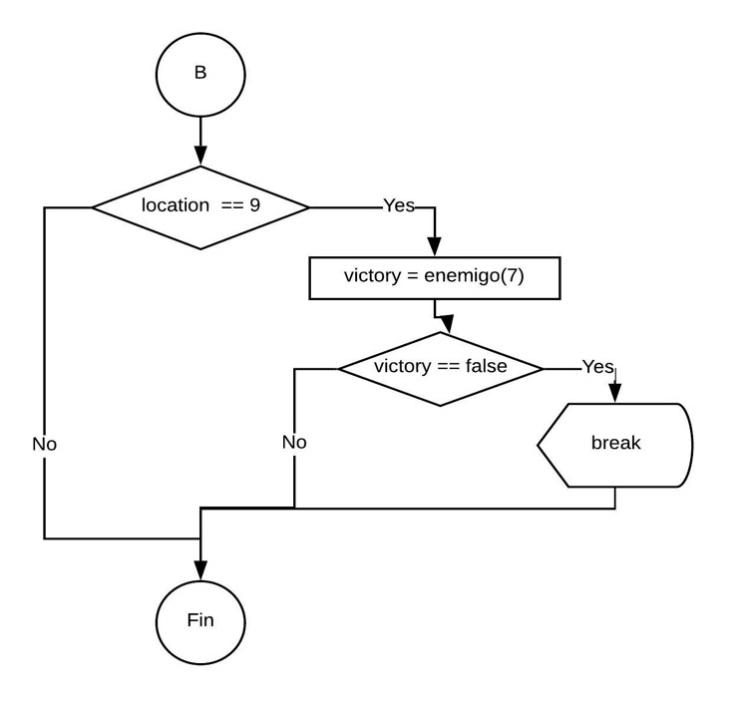 B
location == 9
Yes
victory = enemigo(7)
victory == false
Yes
No
No
break
Fin